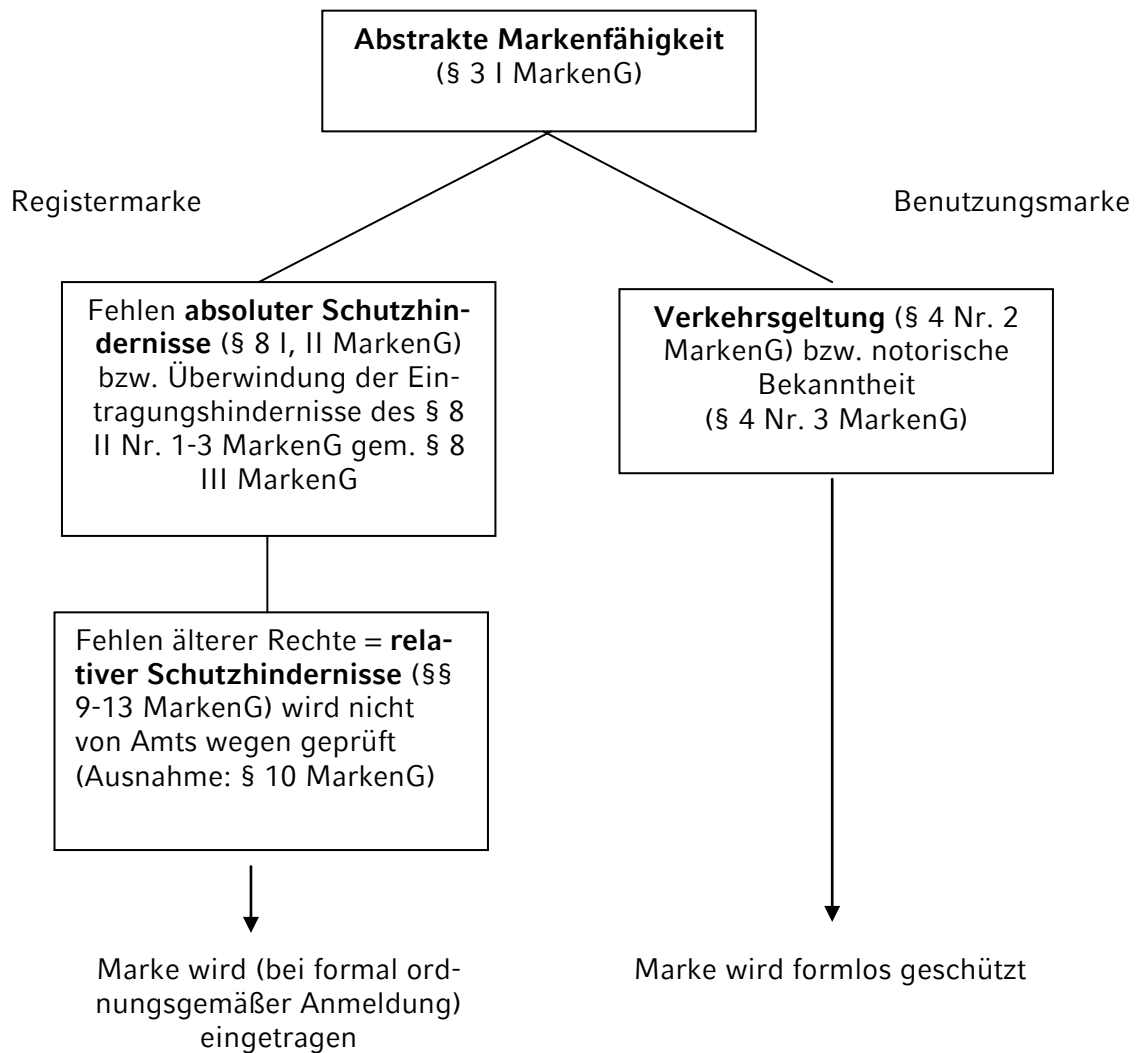 Abstrakte Markenfähigkeit
(§ 3 I MarkenG)
Registermarke
Benutzungsmarke
Fehlen absoluter Schutzhin-
dernisse (§ 8 I, II MarkenG)
bzw. Überwindung der Ein-
tragungshindernisse des § 8
II Nr. 1-3 MarkenG gem. § 8
III MarkenG
Verkehrsgeltung (§ 4 Nr. 2
MarkenG) bzw. notorische
Bekanntheit
(§ 4 Nr. 3 MarkenG)
Fehlen älterer Rechte = rela-
tiver Schutzhindernisse (§§
9-13 MarkenG) wird nicht
von Amts wegen geprüft
(Ausnahme: § 10 MarkenG)
Marke wird (bei formal ord-
nungsgemäßer Anmeldung)
eingetragen
Marke wird formlos geschützt